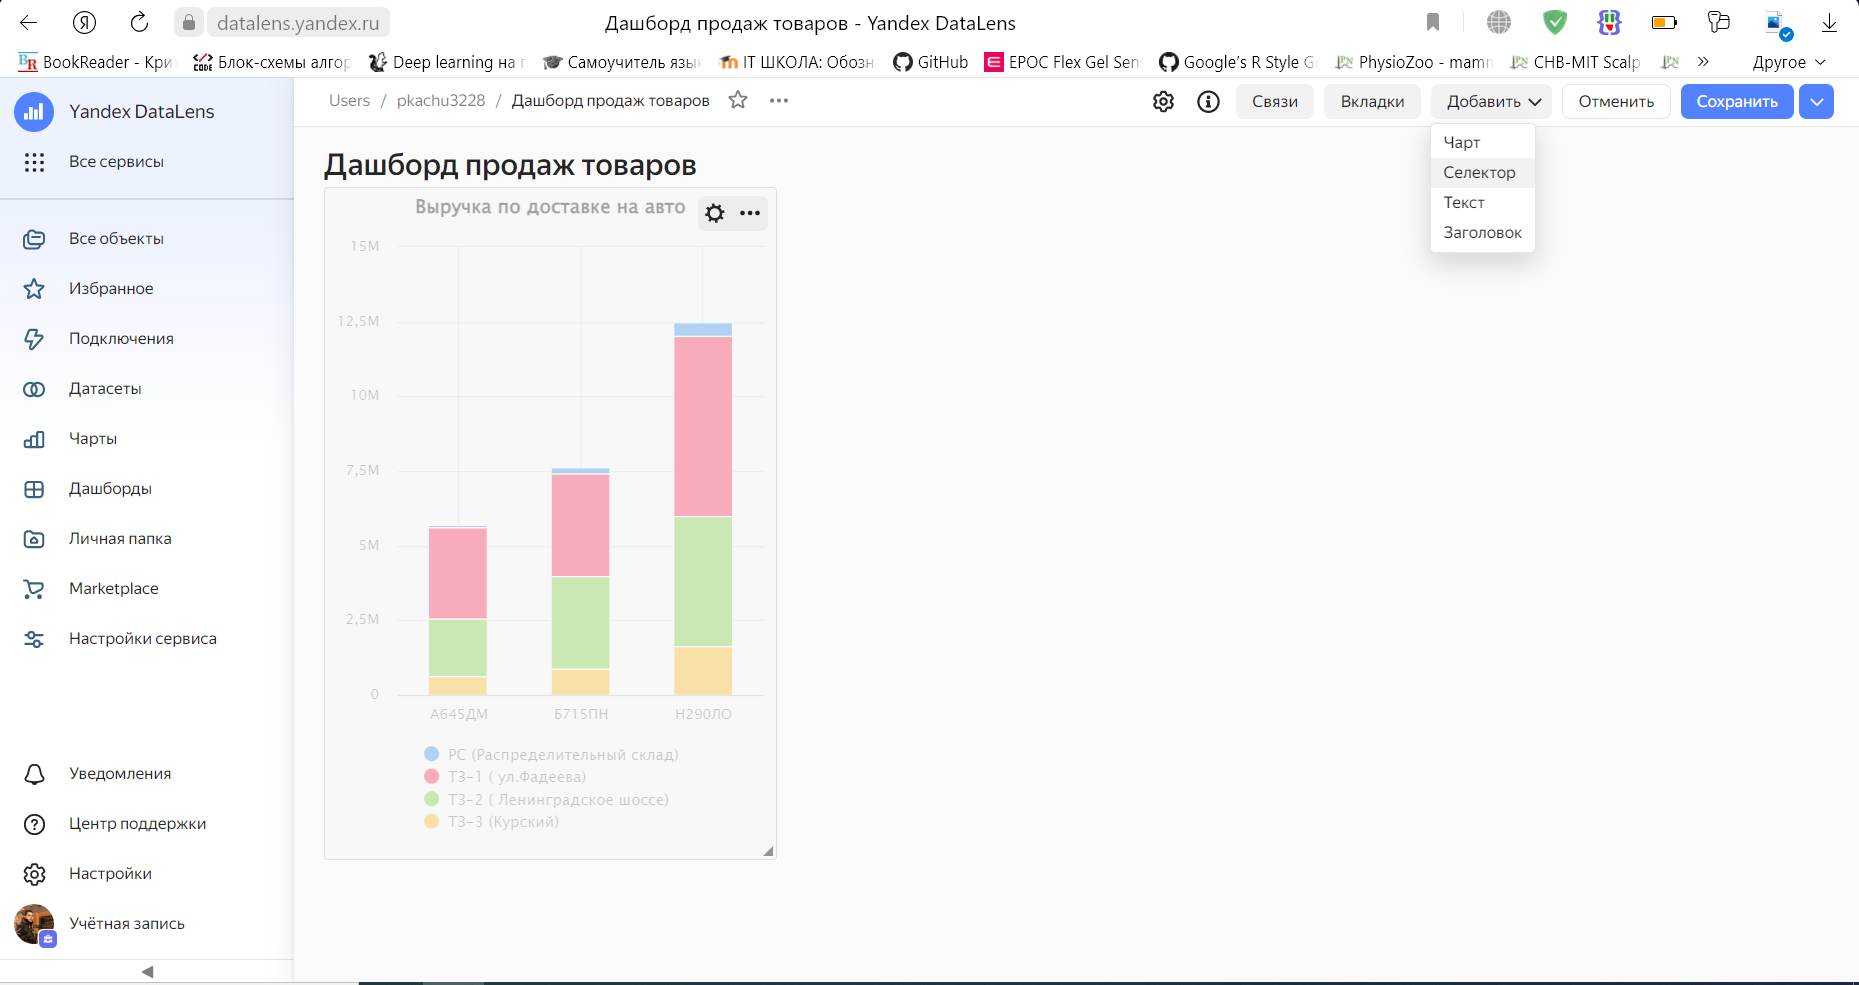 datalens.yandex.ru
Дашборд продаж товаров - Yandex DataLens
BookReader - Кри
Блок-схемы алгор
Deep learning на
Самоучитель язык
IT ШКОЛА: Обозн
GitHub
EPOC Flex Gel Sens
Google's R Style G
PhysioZoo - mamm
CHB-MIT Scalp
Другое
Yandex DataLens
Users / pkachu3228 / Дашборд продаж товаров
Связи
Вкладки
Добавить
Отменить
Сохранить
Чарт
Селектор
Текст
Заголовок
Все сервисы
Все объекты
Избранное
Подключения
Датасеты
Чарты
Дашборды
Личная папка
Marketplace
Настройки сервиса
Уведомления
Центр поддержки
Настройки
Учётная запись
Дашборд продаж товаров
Выручка по доставке на авто
15M
12,5M
10M
7,5M
5M
2,5M
0
А645ДМ
Б715ПН
Н290ЛО
РС (Распределительный склад)
ТЗ-1 ( ул.Фадеева)
ТЗ-2 ( Ленинградское шоссе)
ТЗ-3 (Курский)